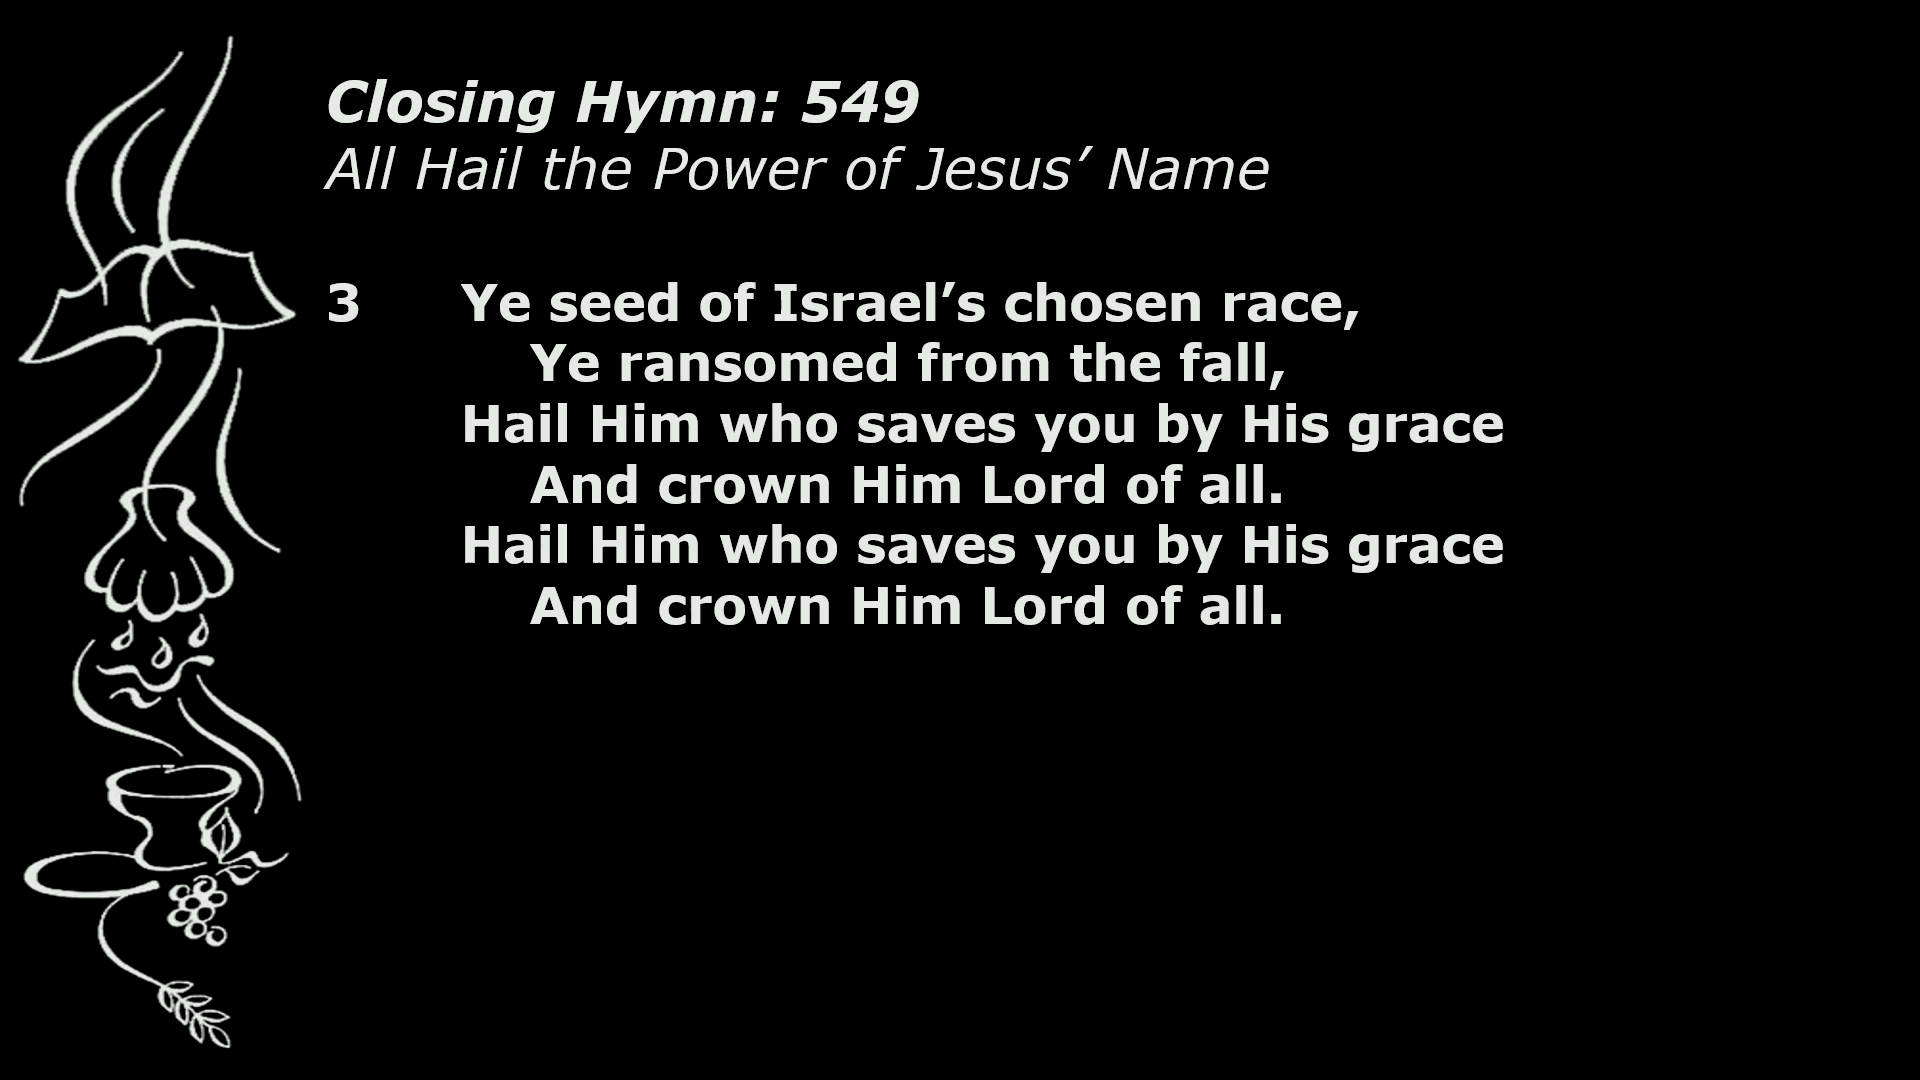 Closing Hymn: 549
All Hail the Power of Jesus’ Name
3 Ye seed of Israel’s chosen race,
Ye ransomed from the fall,
Hail Him who saves you by His grace
And crown Him Lord of all.
Hail Him who saves you by His grace
And crown Him Lord of all.